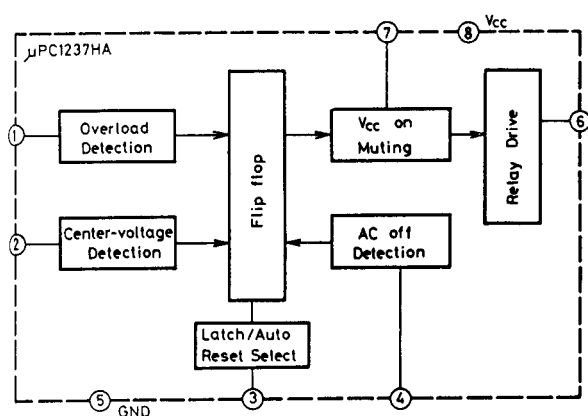 μPC1237HA
7
8
Vcc
1
Overload
Detection
Flip flop
Vcc on
Muting
Relay Drive
6
2
Center-voltage
Detection
AC off
Detection
Latch/Auto
Reset Select
5
GND
3
4